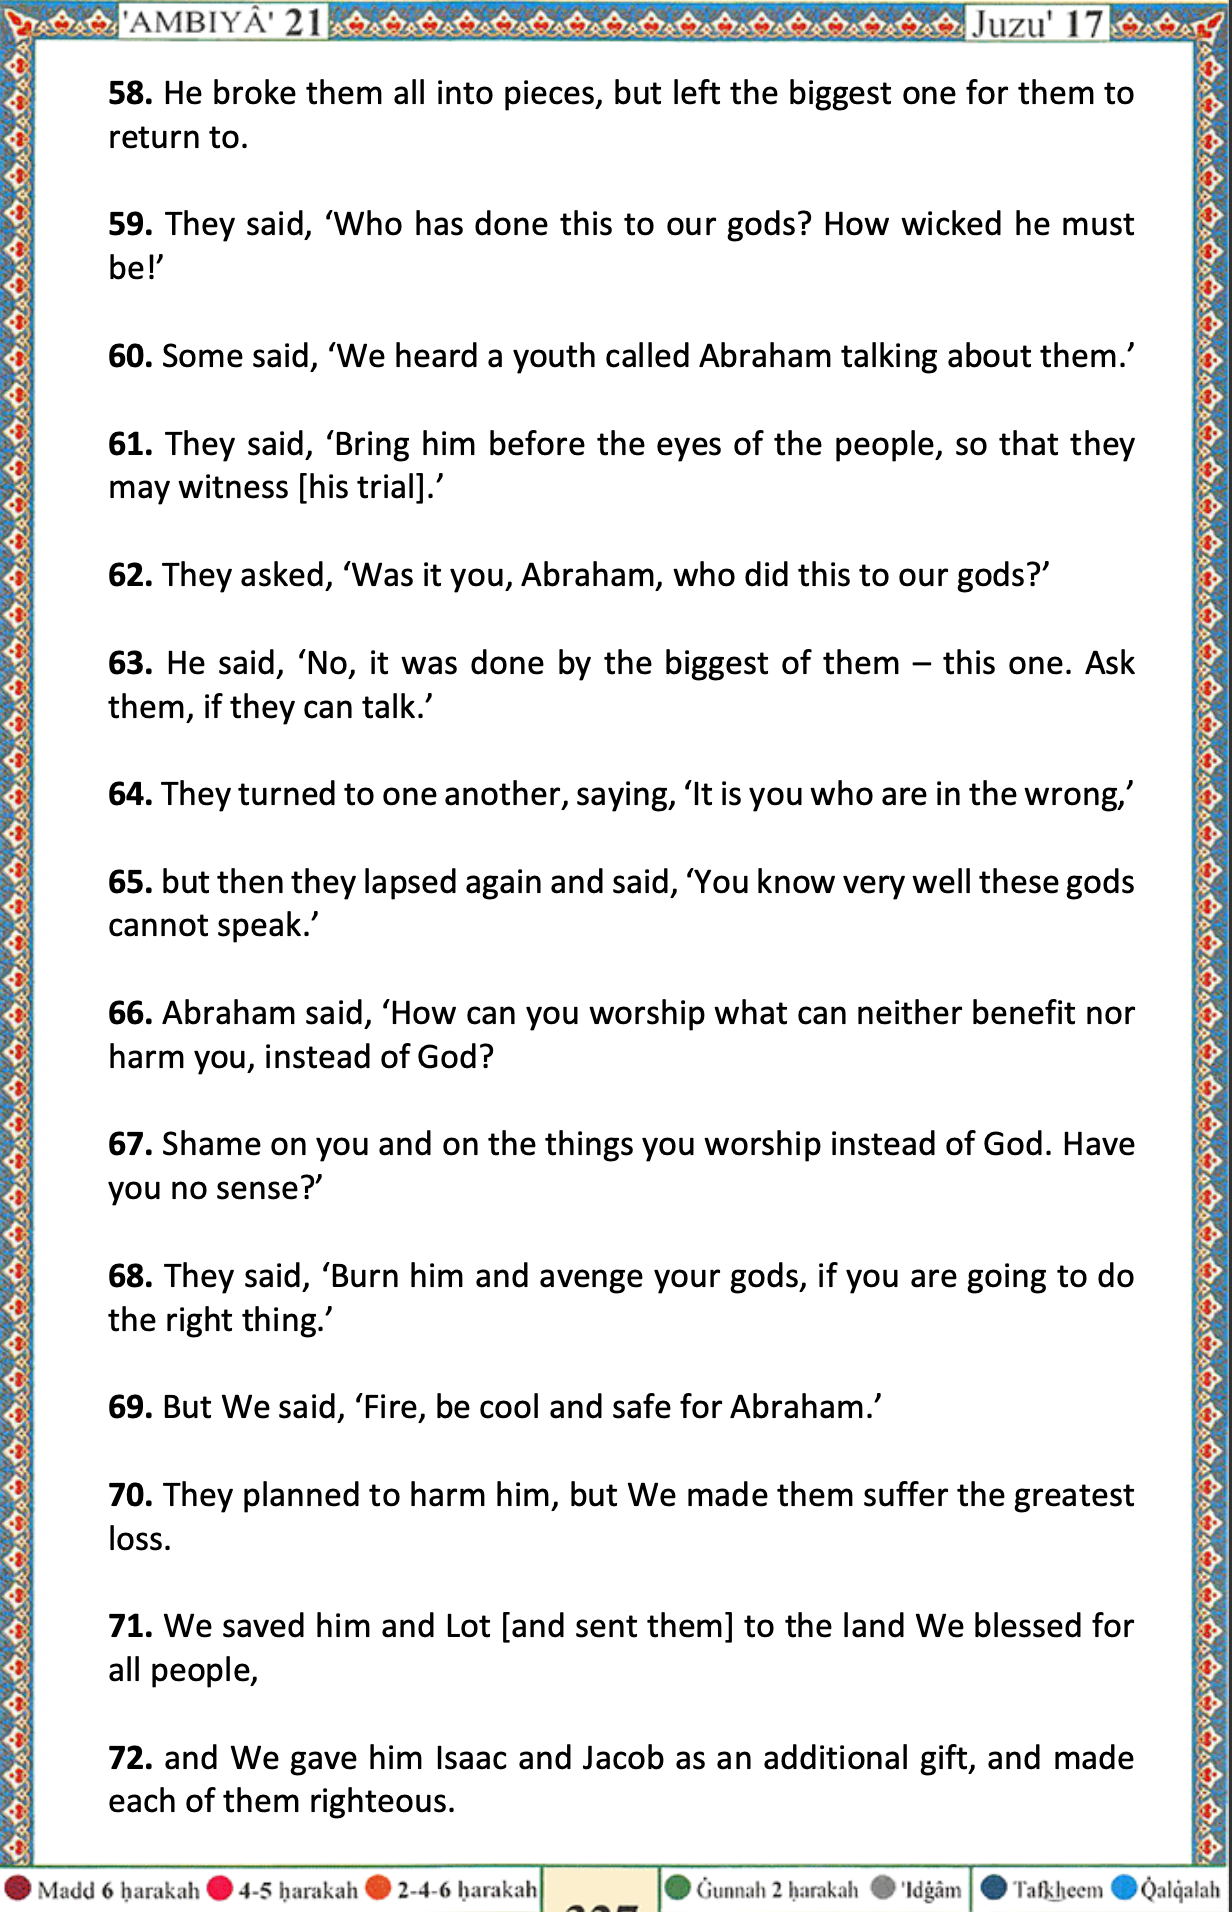 'AMBIYÂ' 21 Juzu' 17
58. He broke them all into pieces, but left the biggest one for them to
return to.
59. They said, ‘Who has done this to our gods? How wicked he must
be!’
60. Some said, ‘We heard a youth called Abraham talking about them.’
61. They said, ‘Bring him before the eyes of the people, so that they
may witness [his trial].’
62. They asked, ‘Was it you, Abraham, who did this to our gods?’
63. He said, ‘No, it was done by the biggest of them – this one. Ask
them, if they can talk.’
64. They turned to one another, saying, ‘It is you who are in the wrong,’
65. but then they lapsed again and said, ‘You know very well these gods
cannot speak.’
66. Abraham said, ‘How can you worship what can neither benefit nor
harm you, instead of God?
67. Shame on you and on the things you worship instead of God. Have
you no sense?’
68. They said, ‘Burn him and avenge your gods, if you are going to do
the right thing.’
69. But We said, ‘Fire, be cool and safe for Abraham.’
70. They planned to harm him, but We made them suffer the greatest
loss.
71. We saved him and Lot [and sent them] to the land We blessed for
all people,
72. and We gave him Isaac and Jacob as an additional gift, and made
each of them righteous.
Madd 6 ḥarakah 4-5 ḥarakah 2-4-6 ḥarakah Ġunnah 2 ḥarakah 'Idġâm Tafkheem Q̇alq̇alah